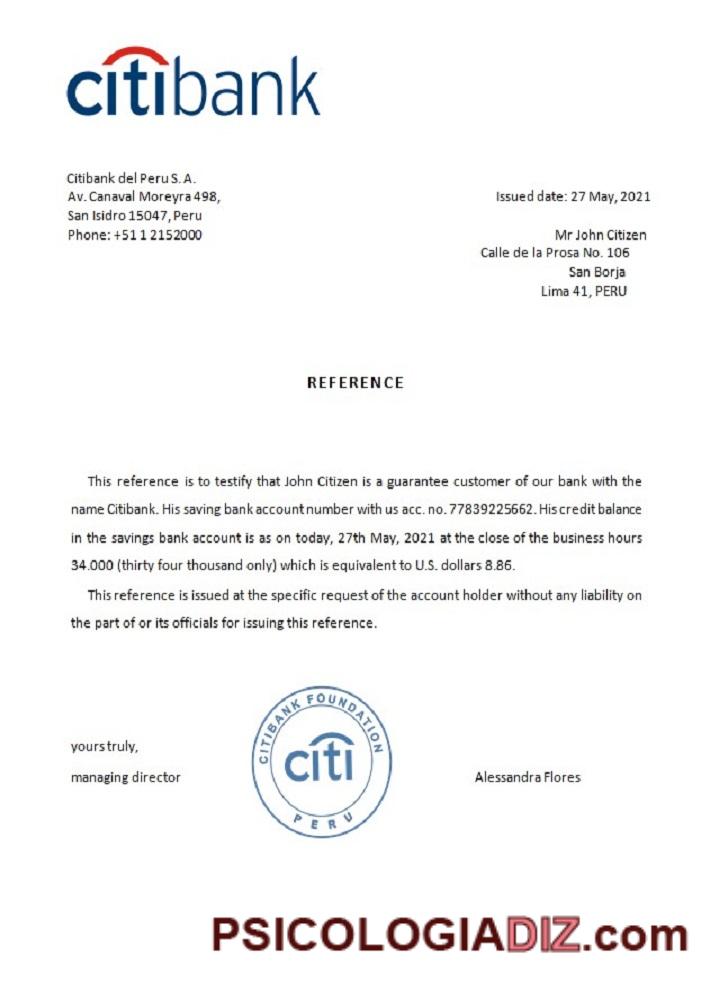 citibank
Citibank del Peru S. A.
Av. Canaval Moreyra 498,
San Isidro 15047, Peru
Phone: +51 1 2152000
Issued date: 27 May, 2021
Mr John Citizen
Calle de la Prosa No. 106
San Borja
Lima 41, PERU
REFERENCE
This reference is to testify that John Citizen is a guarantee customer of our bank with the
name Citibank. His saving bank account number with us acc. no. 77839225662. His credit balance
in the savings bank account is as on today, 27th May, 2021 at the close of the business hours
34.000 (thirty four thousand only) which is equivalent to U.S. dollars 8.86.
This reference is issued at the specific request of the account holder without any liability on
the part of or its officials for issuing this reference.
yours truly,
managing director
CITIBANK FOUNDATION
citi
PERU
Alessandra Flores
PSICOLOGIADIZ.com